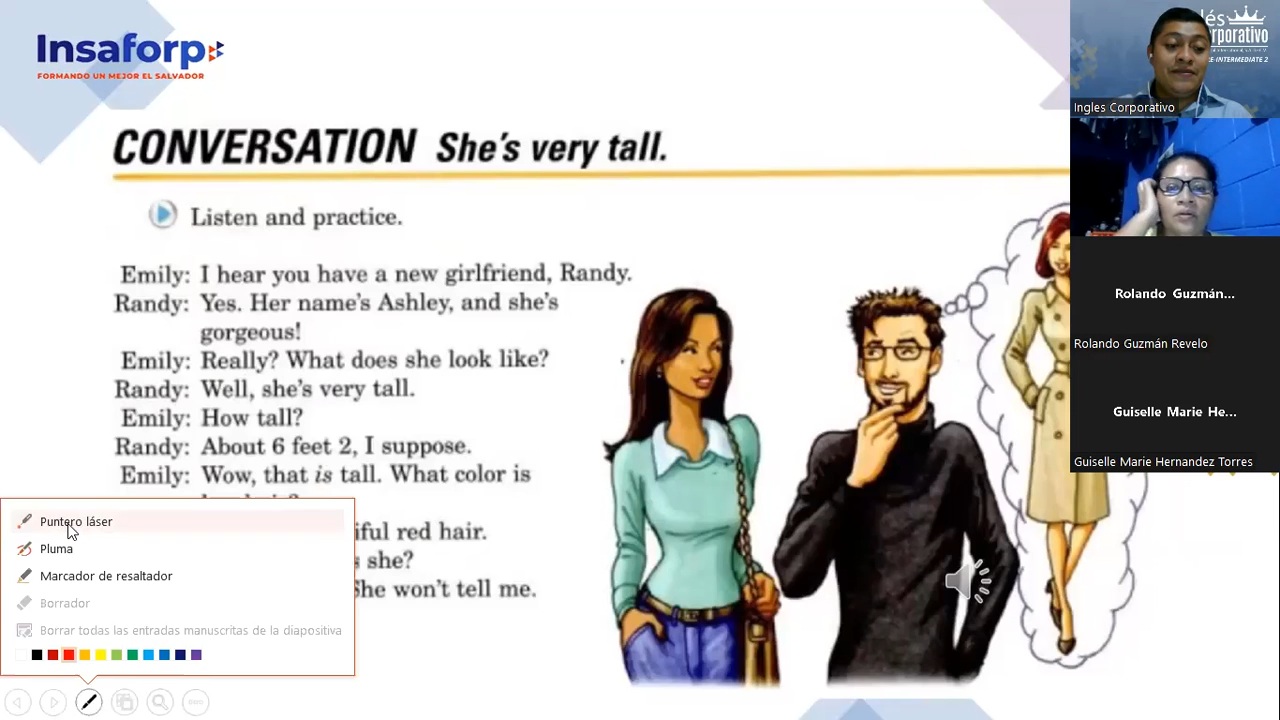 Insaforp
FORMANDO UN MEJOR EL SALVADOR
CONVERSATION She's very tall.
Listen and practice.
Emily: I hear you have a new girlfriend, Randy.
Randy: Yes. Her name's Ashley, and she's
gorgeous!
Emily: Really? What does she look like?
Randy: Well, she's very tall.
Emily: How tall?
Randy: About 6 feet 2, I suppose.
Emily: Wow, that is tall. What color is
red hair.
she?
She won't tell me.
Puntero láser
Pluma
Marcador de resaltador
Borrador
Borrar todas las entradas manuscritas de la diapositiva
PRE-INTERMEDIATE 2
Ingles Corporativo
Rolando Guzmán...
Rolando Guzmán Revelo
Guiselle Marie He...
Guiselle Marie Hernandez Torres